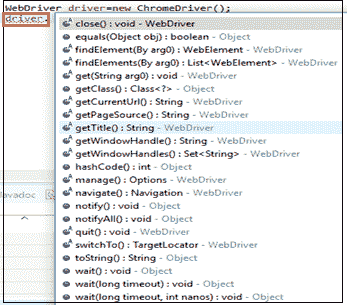 WebDriver driver=new ChromeDriver();
driver.
close() : void - WebDriver
equals(Object obj) : boolean - Object
findElement(By arg0) : WebElement - WebDriver
findElements(By arg0) : List<WebElement> - WebDriver
get(String arg0) : void - WebDriver
getClass() : Class<?> - Object
getCurrentUrl() : String - WebDriver
getPageSource() : String - WebDriver
getTitle() : String - WebDriver
getWindowHandle() : String - WebDriver
getWindowHandles() : Set<String> - WebDriver
hashCode() : int - Object
manage() : Options - WebDriver
navigate() : Navigation - WebDriver
notify() : void - Object
notifyAll() : void - Object
quit() : void - WebDriver
switchTo() : TargetLocator - WebDriver
toString() : String - Object
wait() : void - Object
wait(long timeout) : void - Object
wait(long timeout, int nanos) : void - Object
avadoc